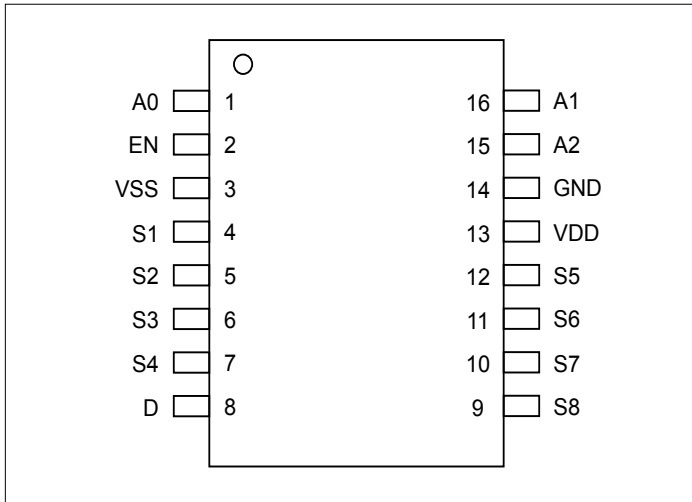 A0 1 16 A1
EN 2 15 A2
VSS 3 14 GND
S1 4 13 VDD
S2 5 12 S5
S3 6 11 S6
S4 7 10 S7
D 8 9 S8